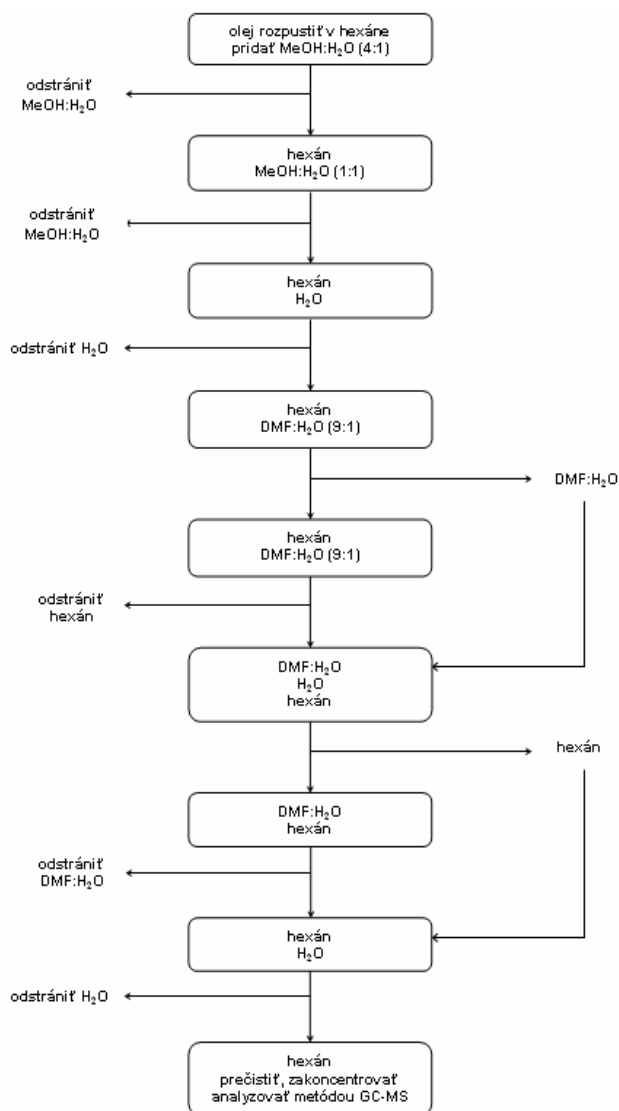 olej rozpustiť v hexáne
pridať MeOH:H₂O (4:1)
odstrániť
MeOH:H₂O
hexán
MeOH:H₂O (1:1)
odstrániť
MeOH:H₂O
hexán
H₂O
odstrániť H₂O
hexán
DMF:H₂O (9:1)
DMF:H₂O
hexán
DMF:H₂O (9:1)
odstrániť
hexán
DMF:H₂O
H₂O
hexán
hexán
DMF:H₂O
hexán
odstrániť
DMF:H₂O
hexán
H₂O
odstrániť H₂O
hexán
prečistiť, zakoncentrovať
analyzovať metódou GC-MS